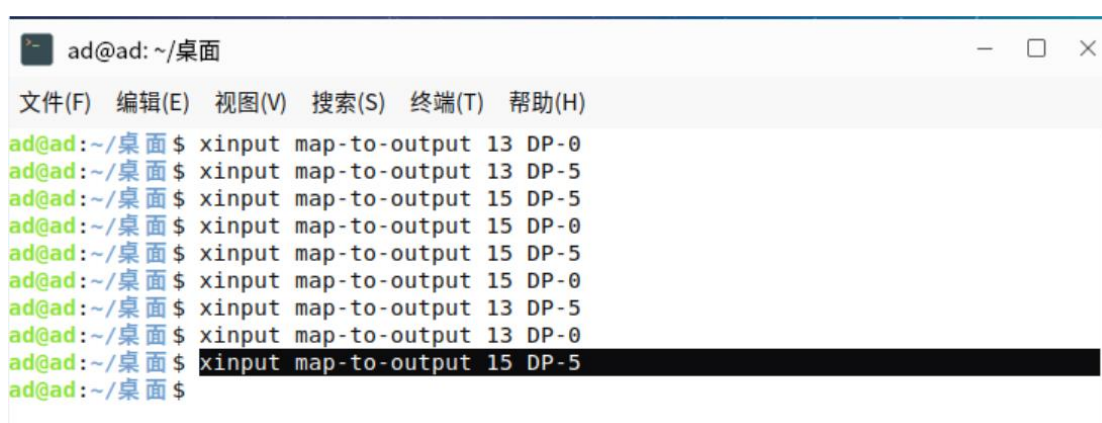 ad@ad: ~/桌面
文件(F) 编辑(E) 视图(V) 搜索(S) 终端(T) 帮助(H)
ad@ad:~/桌面$ xinput map-to-output 13 DP-0
ad@ad:~/桌面$ xinput map-to-output 13 DP-5
ad@ad:~/桌面$ xinput map-to-output 15 DP-5
ad@ad:~/桌面$ xinput map-to-output 15 DP-0
ad@ad:~/桌面$ xinput map-to-output 15 DP-5
ad@ad:~/桌面$ xinput map-to-output 15 DP-0
ad@ad:~/桌面$ xinput map-to-output 13 DP-5
ad@ad:~/桌面$ xinput map-to-output 13 DP-0
ad@ad:~/桌面$ xinput map-to-output 15 DP-5
ad@ad:~/桌面$